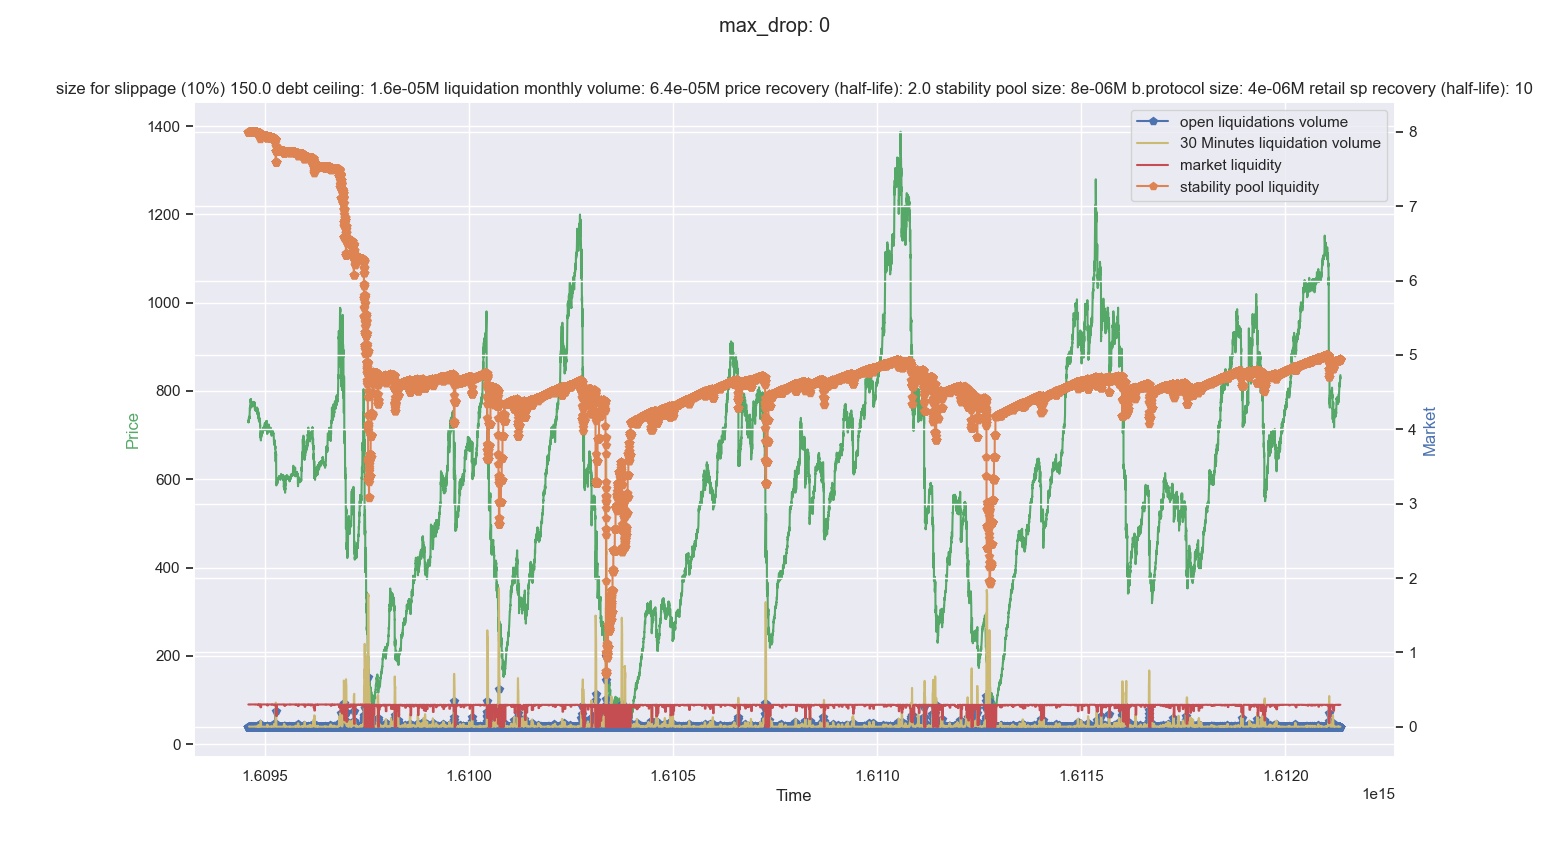 max_drop: 0
size for slippage (10%) 150.0 debt ceiling: 1.6e-05M liquidation monthly volume: 6.4e-05M price recovery (half-life): 2.0 stability pool size: 8e-06M b.protocol size: 4e-06M retail sp recovery (half-life): 10
open liquidations volume
30 Minutes liquidation volume
market liquidity
stability pool liquidity
1400
1200
1000
800
600
400
200
0
Price
8
7
6
5
4
3
2
1
0
Market
1.6095
1.6100
1.6105
1.6110
1.6115
1.6120
1e15
Time